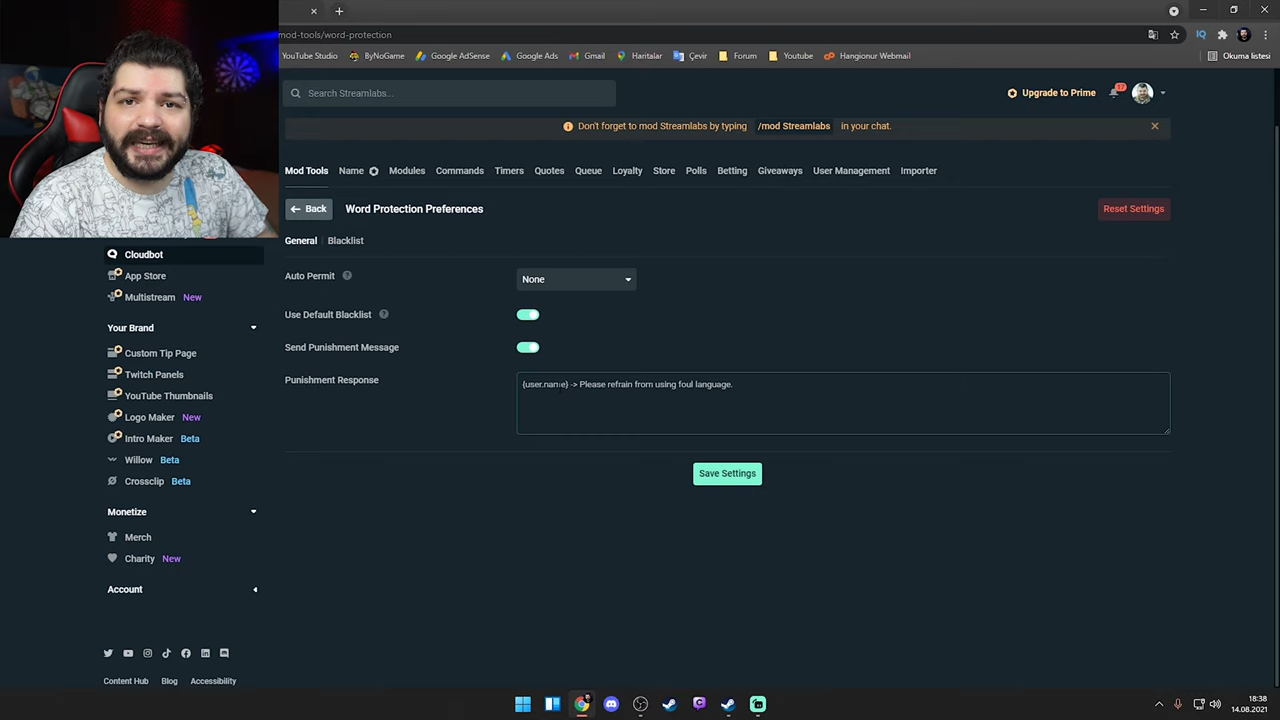 mod-tools/word-protection
YouTube Studio
ByNoGame
Google AdSense
Google Ads
Gmail
Haritalar
Çevir
Forum
Youtube
Hangionur Webmail
Okuma listesi
Search Streamlabs...
Upgrade to Prime
17
Don't forget to mod Streamlabs by typing /mod Streamlabs in your chat.
Mod Tools
Name
Modules
Commands
Timers
Quotes
Queue
Loyalty
Store
Polls
Betting
Giveaways
User Management
Importer
Back
Word Protection Preferences
Reset Settings
General
Blacklist
Auto Permit
None
Use Default Blacklist
Send Punishment Message
Punishment Response
{user.name} -> Please refrain from using foul language.
Save Settings
Cloudbot
App Store
Multistream New
Your Brand
Custom Tip Page
Twitch Panels
YouTube Thumbnails
Logo Maker New
Intro Maker Beta
Willow Beta
Crossclip Beta
Monetize
Merch
Charity New
Account
Content Hub
Blog
Accessibility
18:38
14.08.2021